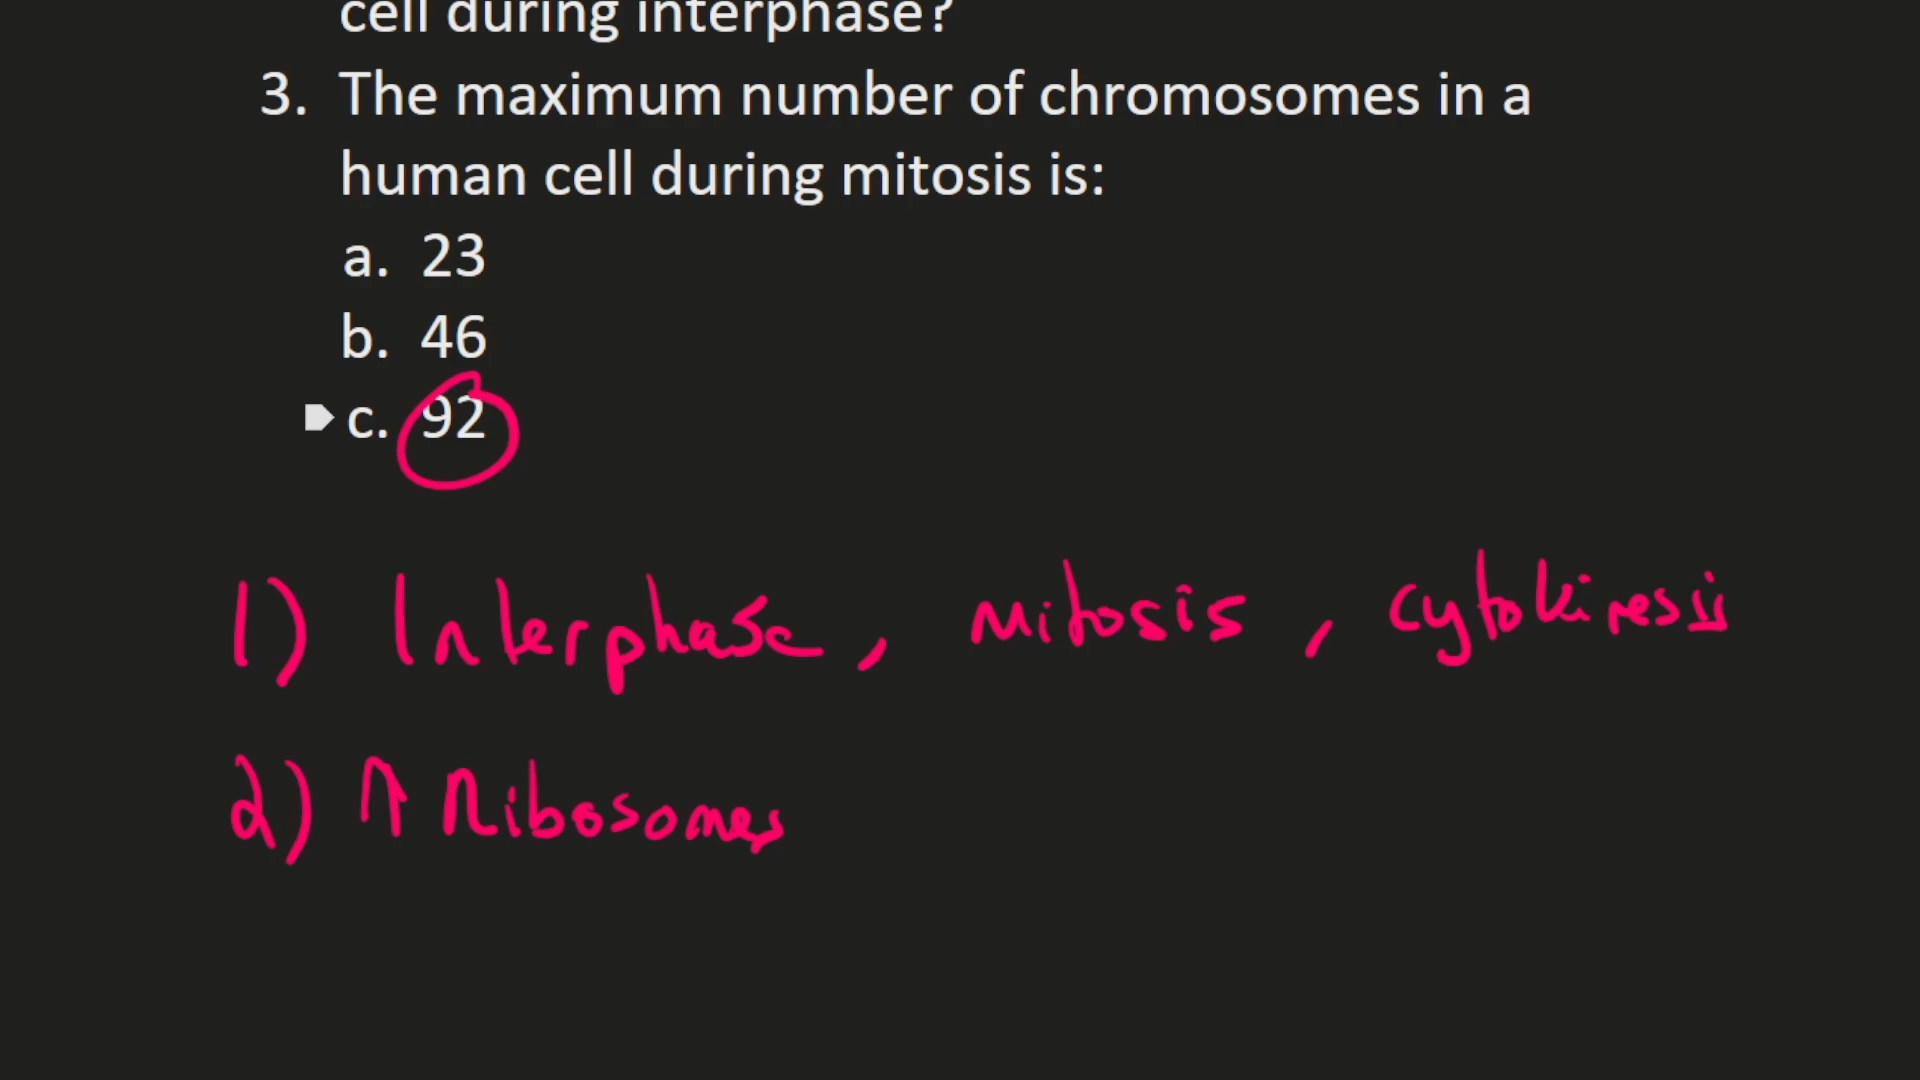 cell during interphase?
3. The maximum number of chromosomes in a
human cell during mitosis is:
a. 23
b. 46
c. 92
1) Interphase, mitosis, cytokinesis
2) ↑ Ribosomes